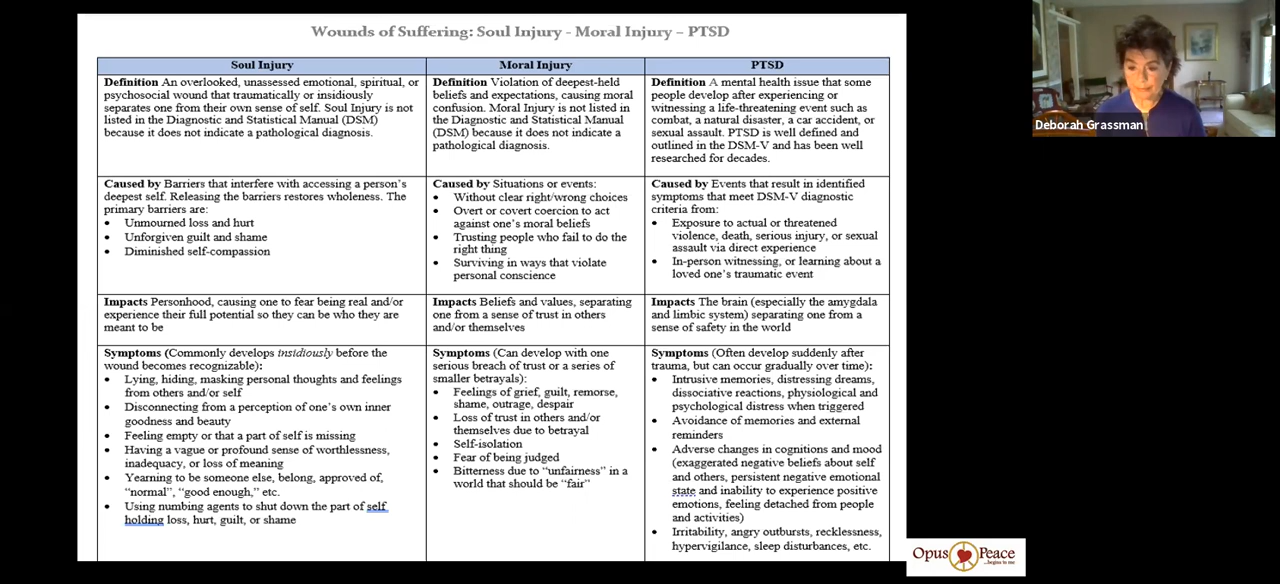 Wounds of Suffering: Soul Injury - Moral Injury – PTSD
Soul Injury
Definition An overlooked, unassessed emotional, spiritual, or
psychosocial wound that traumatically or insidiously
separates one from their own sense of self. Soul Injury is not
listed in the Diagnostic and Statistical Manual (DSM)
because it does not indicate a pathological diagnosis.
Moral Injury
Definition Violation of deepest-held
beliefs and expectations, causing moral
confusion. Moral Injury is not listed in
the Diagnostic and Statistical Manual
(DSM) because it does not indicate a
pathological diagnosis.
PTSD
Definition A mental health issue that some
people develop after experiencing or
witnessing a life-threatening event such as
combat, a natural disaster, a car accident, or
sexual assault. PTSD is well defined and
outlined in the DSM-V and has been well
researched for decades.
Caused by Barriers that interfere with accessing a person's
deepest self. Releasing the barriers restores wholeness. The
primary barriers are:
• Unmourned loss and hurt
• Unforgiven guilt and shame
• Diminished self-compassion
Caused by Situations or events:
• Without clear right/wrong choices
• Overt or covert coercion to act
against one's moral beliefs
• Trusting people who fail to do the
right thing
• Surviving in ways that violate
personal conscience
Caused by Events that result in identified
symptoms that meet DSM-V diagnostic
criteria from:
• Exposure to actual or threatened
violence, death, serious injury, or sexual
assault via direct experience
• In-person witnessing, or learning about a
loved one's traumatic event
Impacts Personhood, causing one to fear being real and/or
experience their full potential so they can be who they are
meant to be
Impacts Beliefs and values, separating
one from a sense of trust in others
and/or themselves
Impacts The brain (especially the amygdala
and limbic system) separating one from a
sense of safety in the world
Symptoms (Commonly develops insidiously before the
wound becomes recognizable):
• Lying, hiding, masking personal thoughts and feelings
from others and/or self
• Disconnecting from a perception of one's own inner
goodness and beauty
• Feeling empty or that a part of self is missing
• Having a vague or profound sense of worthlessness,
inadequacy, or loss of meaning
• Yearning to be someone else, belong, approved of,
"normal", "good enough," etc.
• Using numbing agents to shut down the part of self
holding loss, hurt, guilt, or shame
Symptoms (Can develop with one
serious breach of trust or a series of
smaller betrayals):
• Feelings of grief, guilt, remorse,
shame, outrage, despair
• Loss of trust in others and/or
themselves due to betrayal
• Self-isolation
• Fear of being judged
• Bitterness due to "unfairness" in a
world that should be "fair"
Symptoms (Often develop suddenly after
trauma, but can occur gradually over time):
• Intrusive memories, distressing dreams,
dissociative reactions, physiological and
psychological distress when triggered
• Avoidance of memories and external
reminders
• Adverse changes in cognitions and mood
(exaggerated negative beliefs about self
and others, persistent negative emotional
state and inability to experience positive
emotions, feeling detached from people
and activities)
• Irritability, angry outbursts, recklessness,
hypervigilance, sleep disturbances, etc.
Deborah Grassman
Opus Peace
...begins in me